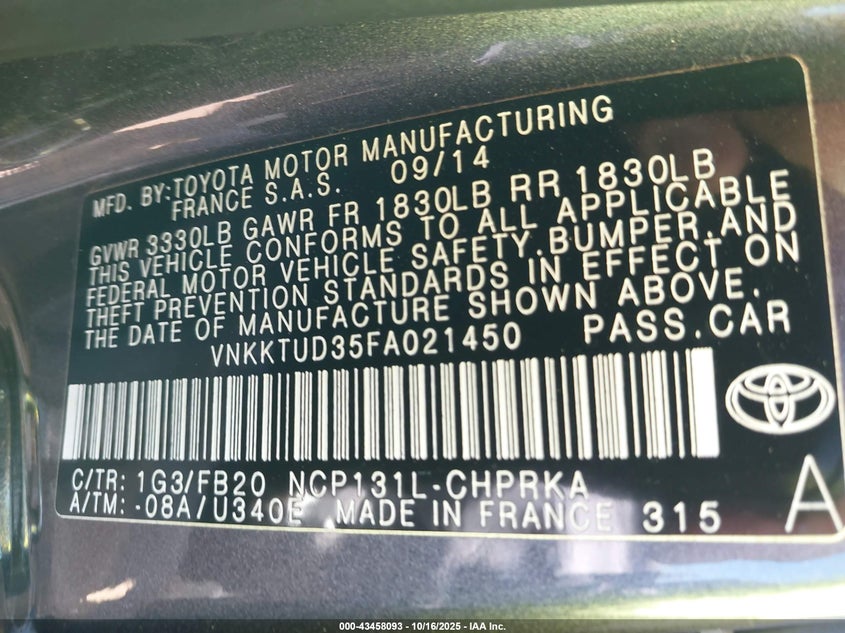 MFD. BY:TOYOTA MOTOR MANUFACTURING
FRANCE S.A.S. 09/14
GVWR 3330LB GAWR FR 1830LB RR 1830LB
THIS VEHICLE CONFORMS TO ALL APPLICABLE
FEDERAL MOTOR VEHICLE SAFETY,BUMPER,AND
THEFT PREVENTION STANDARDS IN EFFECT ON
THE DATE OF MANUFACTURE SHOWN ABOVE.
VNKKTUD35FA021450 PASS.CAR
C/TR: 1G3/FB20 NCP131L-CHPRKA
A/TM: -08A/U340E MADE IN FRANCE 315 A
000-43458093 - 10/16/2025 - IAA Inc.